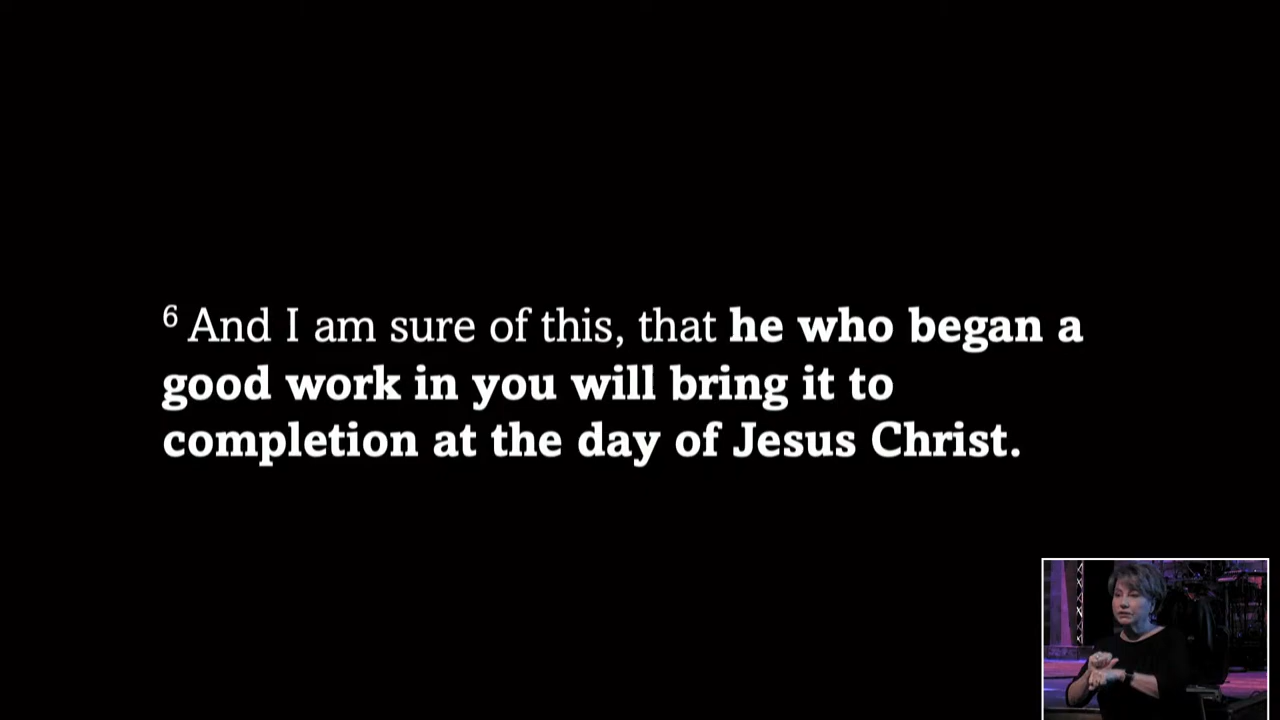 6 And I am sure of this, that he who began a
good work in you will bring it to
completion at the day of Jesus Christ.